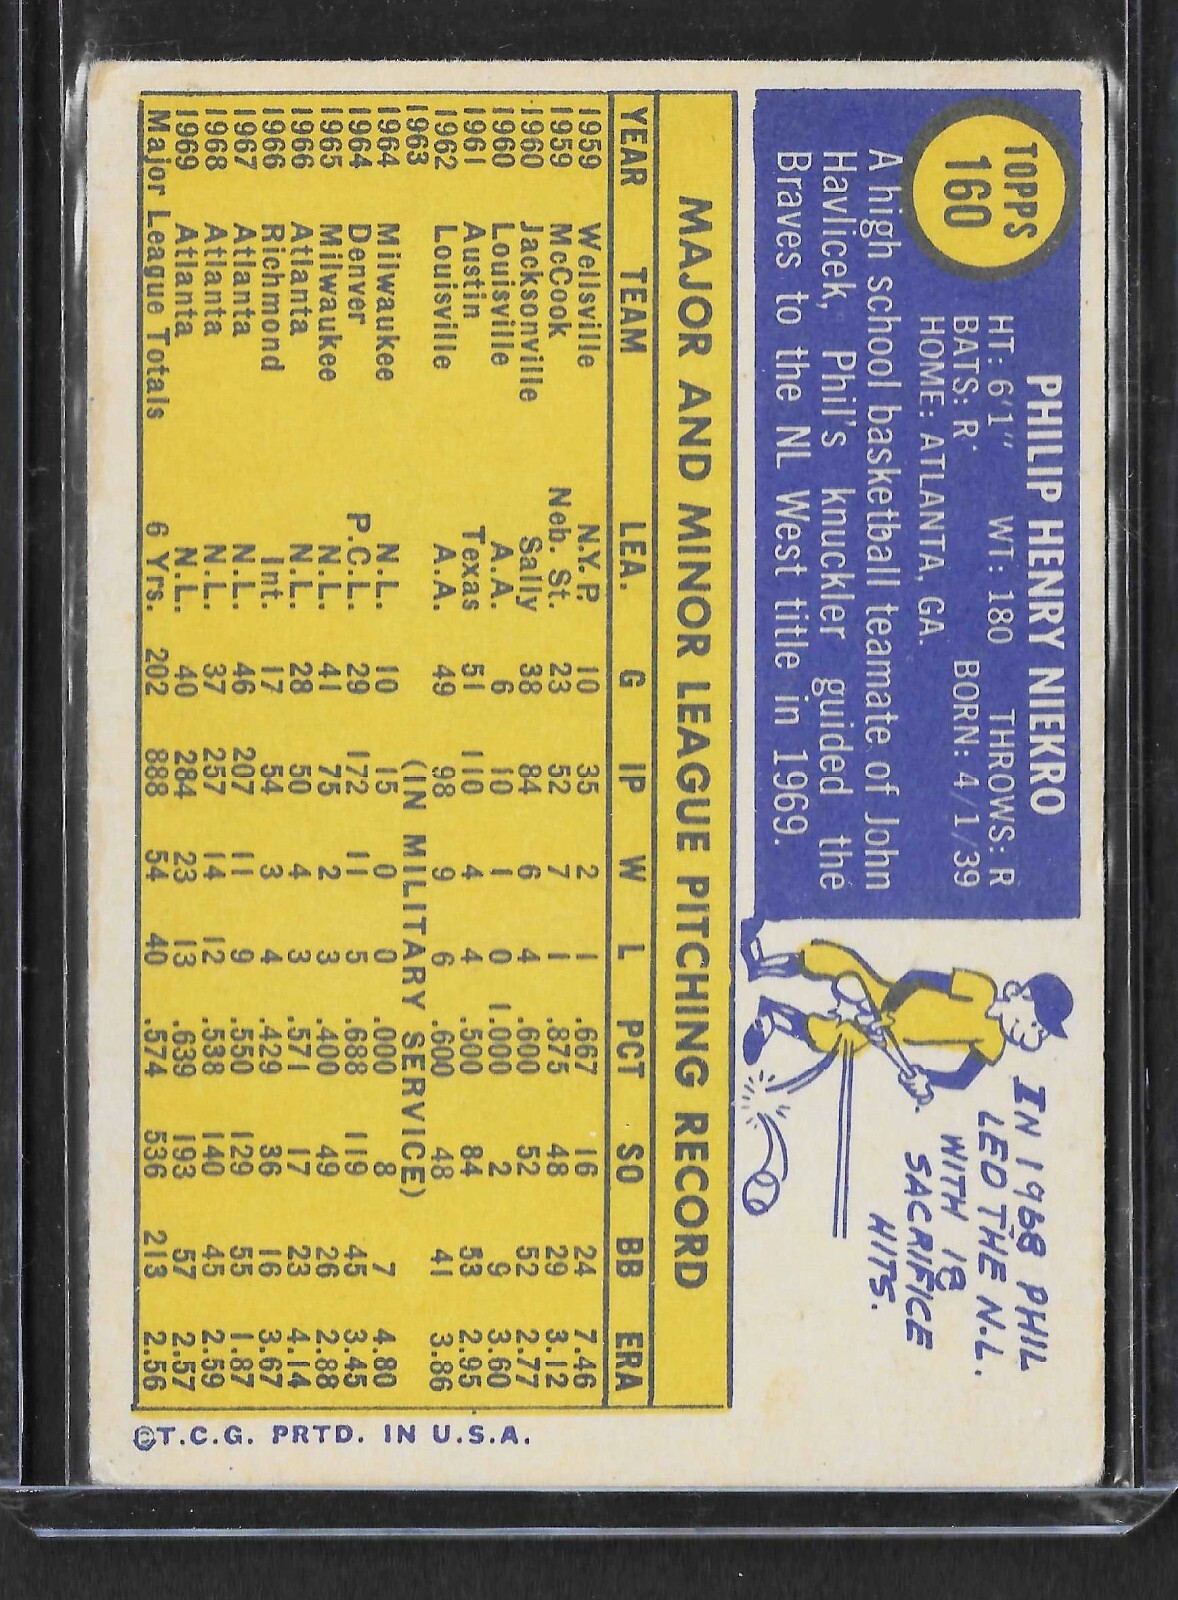 TOPPS
160
PHILIP HENRY NIEKRO
HT: 6'1" WT: 180 THROWS: R
BATS: R BORN: 4/1/39
HOME: ATLANTA, GA.
A high school basketball teamate of John
Havlicek, Phil's knuckler guided the
Braves to the NL West title in 1969.
IN 1968 PHIL
LED THE N.L.
WITH 18
SACRIFICE
HITS.
MAJOR AND MINOR LEAGUE PITCHING RECORD
YEAR TEAM LEA. G IP W L PCT SO BB ERA
1959 Wellsville N.Y.P. 10 35 2 1 .667 16 24 7.46
1959 McCook Neb. St. 23 52 7 1 .875 48 29 3.12
1960 Jacksonville Sally 38 84 6 4 .600 52 52 2.77
1960 Louisville A.A. 6 10 1 0 1.000 2 9 3.60
1961 Austin Texas 51 110 4 4 .500 84 53 2.95
1962 Louisville A.A. 49 98 9 6 .600 48 41 3.86
1963 (IN MILITARY SERVICE)
1964 Milwaukee N.L. 10 15 0 0 .000 8 7 4.80
1964 Denver P.C.L. 29 172 11 5 .688 119 45 3.45
1965 Milwaukee N.L. 41 75 2 3 .400 49 26 2.88
1966 Atlanta N.L. 28 50 4 3 .571 17 23 4.14
1966 Richmond Int. 17 54 3 4 .429 36 16 3.67
1967 Atlanta N.L. 46 207 11 9 .550 129 55 1.87
1968 Atlanta N.L. 37 257 14 12 .538 140 45 2.59
1969 Atlanta N.L. 40 284 23 13 .639 193 57 2.57
Major League Totals 6 Yrs. 202 888 54 40 .574 536 213 2.56
©T.C.G. PRTD. IN U.S.A.